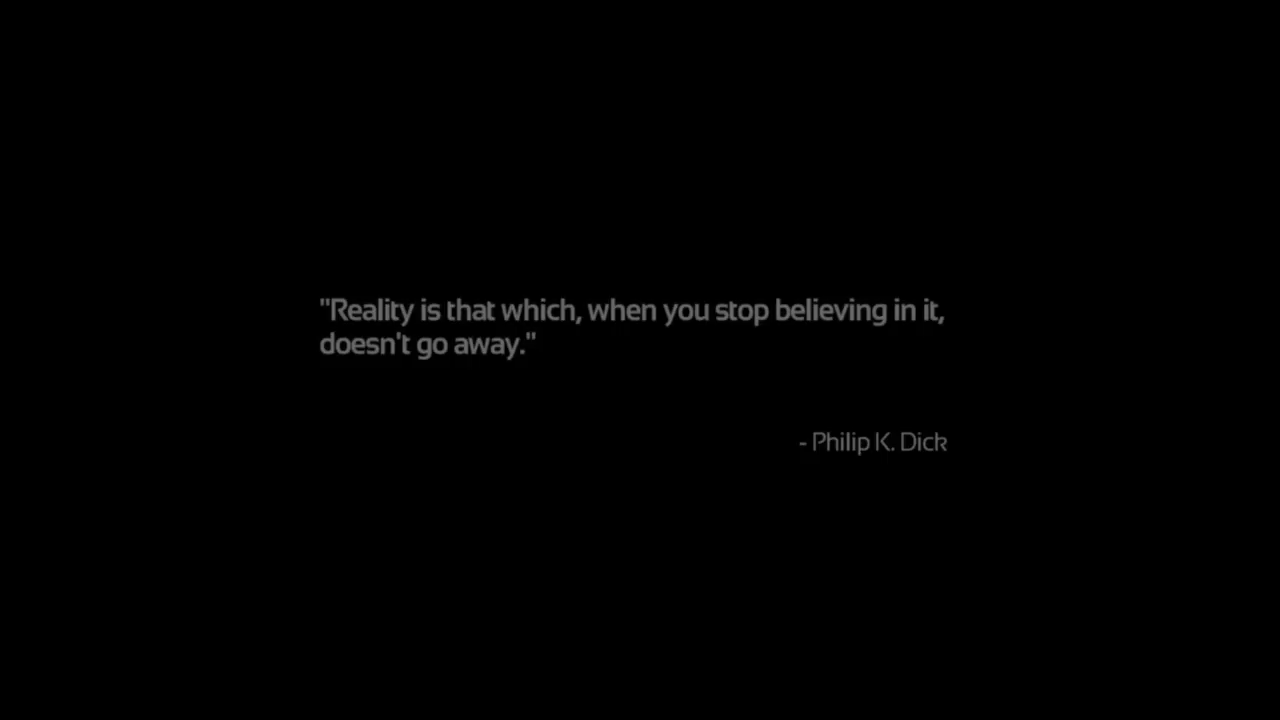 "Reality is that which, when you stop believing in it,
doesn't go away."
- Philip K. Dick